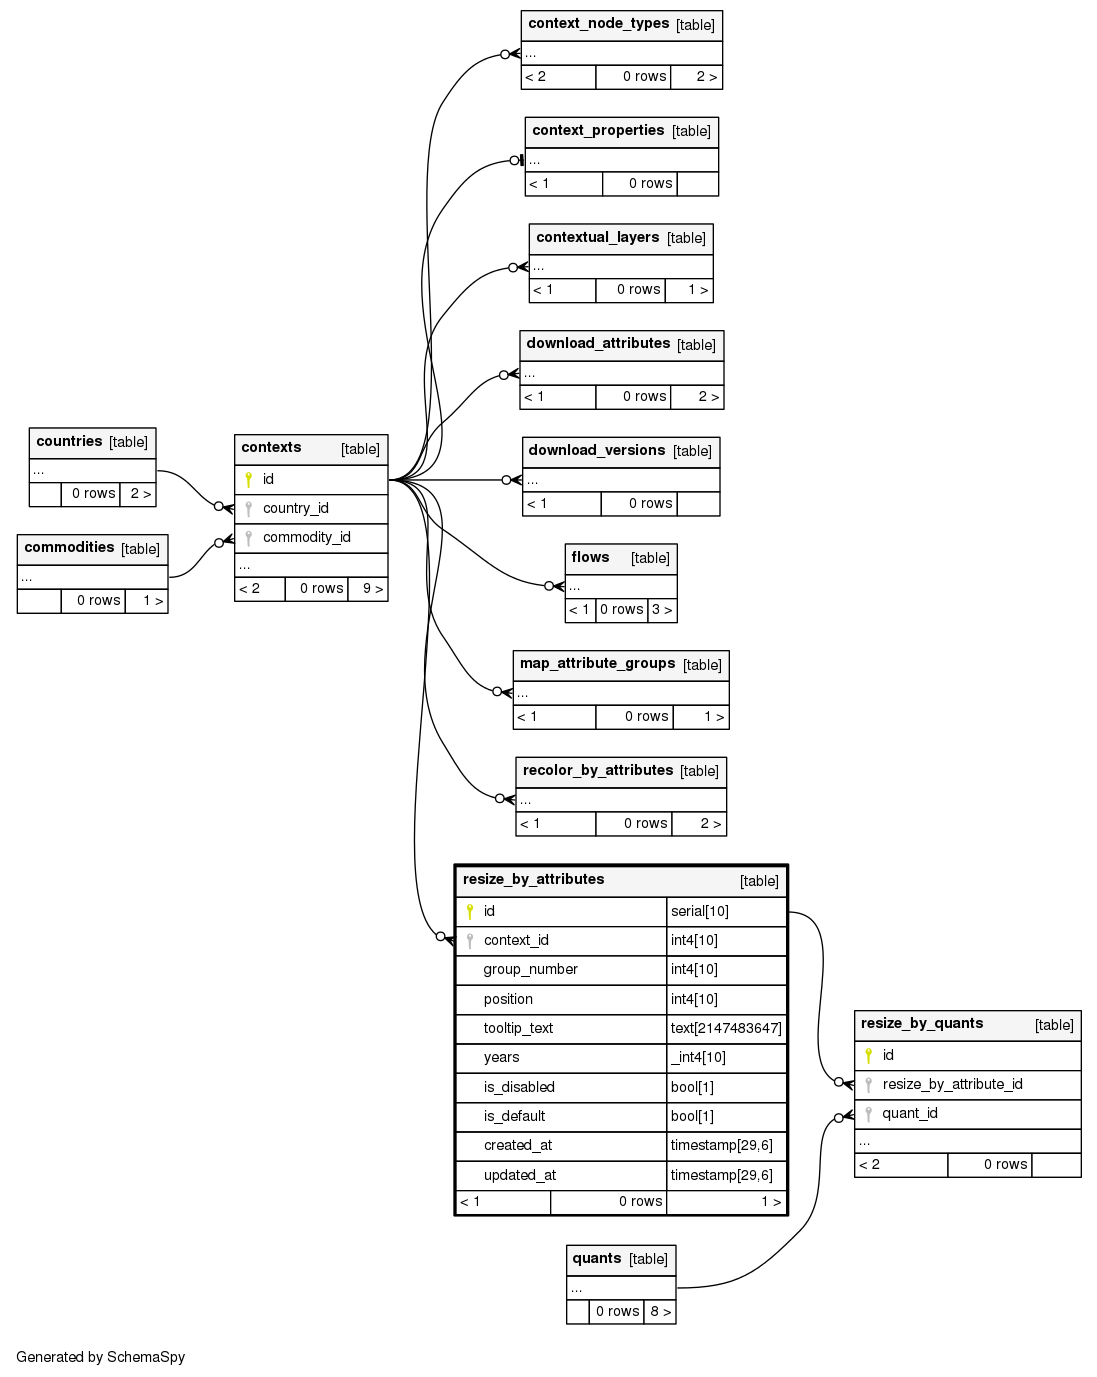 context_node_types [table]
...
< 2 0 rows 2 >
context_properties [table]
...
< 1 0 rows
contextual_layers [table]
...
< 1 0 rows 1 >
download_attributes [table]
...
< 1 0 rows 2 >
countries [table]
...
0 rows 2 >
commodities [table]
...
0 rows 1 >
contexts [table]
id
country_id
commodity_id
...
< 2 0 rows 9 >
download_versions [table]
...
< 1 0 rows
flows [table]
...
< 1 0 rows 3 >
map_attribute_groups [table]
...
< 1 0 rows 1 >
recolor_by_attributes [table]
...
< 1 0 rows 2 >
resize_by_attributes [table]
id serial[10]
context_id int4[10]
group_number int4[10]
position int4[10]
tooltip_text text[2147483647]
years _int4[10]
is_disabled bool[1]
is_default bool[1]
created_at timestamp[29,6]
updated_at timestamp[29,6]
< 1 0 rows 1 >
resize_by_quants [table]
id
resize_by_attribute_id
quant_id
...
< 2 0 rows
quants [table]
...
0 rows 8 >
Generated by SchemaSpy